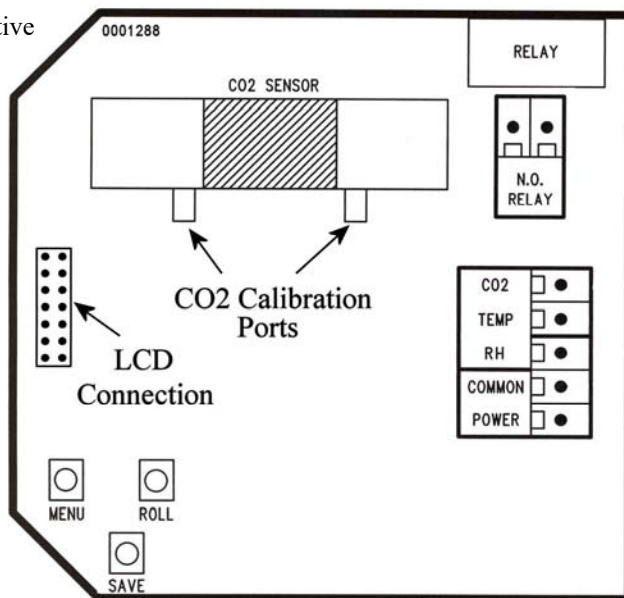 tive
0001288
RELAY
CO2 SENSOR
N.O.
RELAY
CO2 Calibration
Ports
CO2
TEMP
RH
COMMON
POWER
LCD
Connection
MENU
ROLL
SAVE